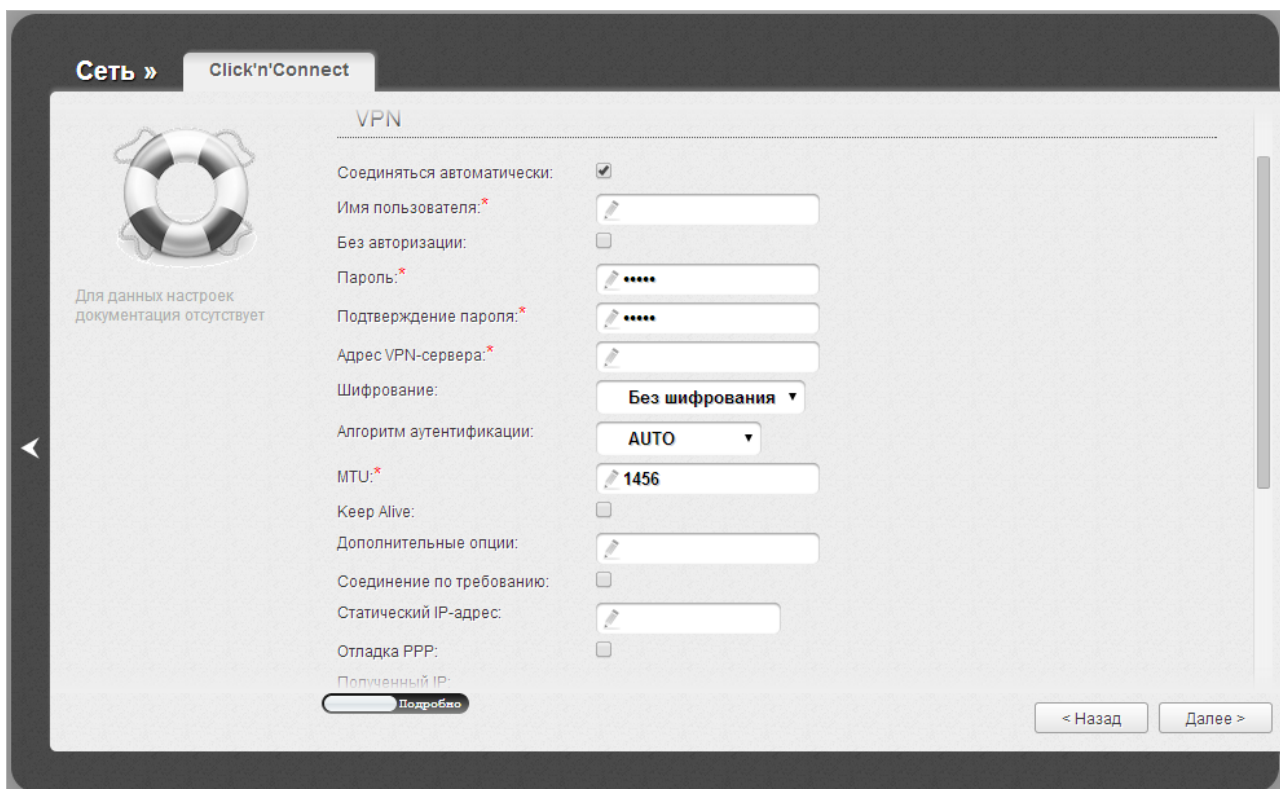 Сеть »
Click'n'Connect
VPN
Для данных настроек
документация отсутствует
Соединяться автоматически:
Имя пользователя:*
Без авторизации:
Пароль:* •••••
Подтверждение пароля:* •••••
Адрес VPN-сервера:*
Шифрование: Без шифрования
Алгоритм аутентификации: AUTO
MTU:* 1456
Keep Alive:
Дополнительные опции:
Соединение по требованию:
Статический IP-адрес:
Отладка PPP:
Полученный IP:
Подробно
< Назад
Далее >